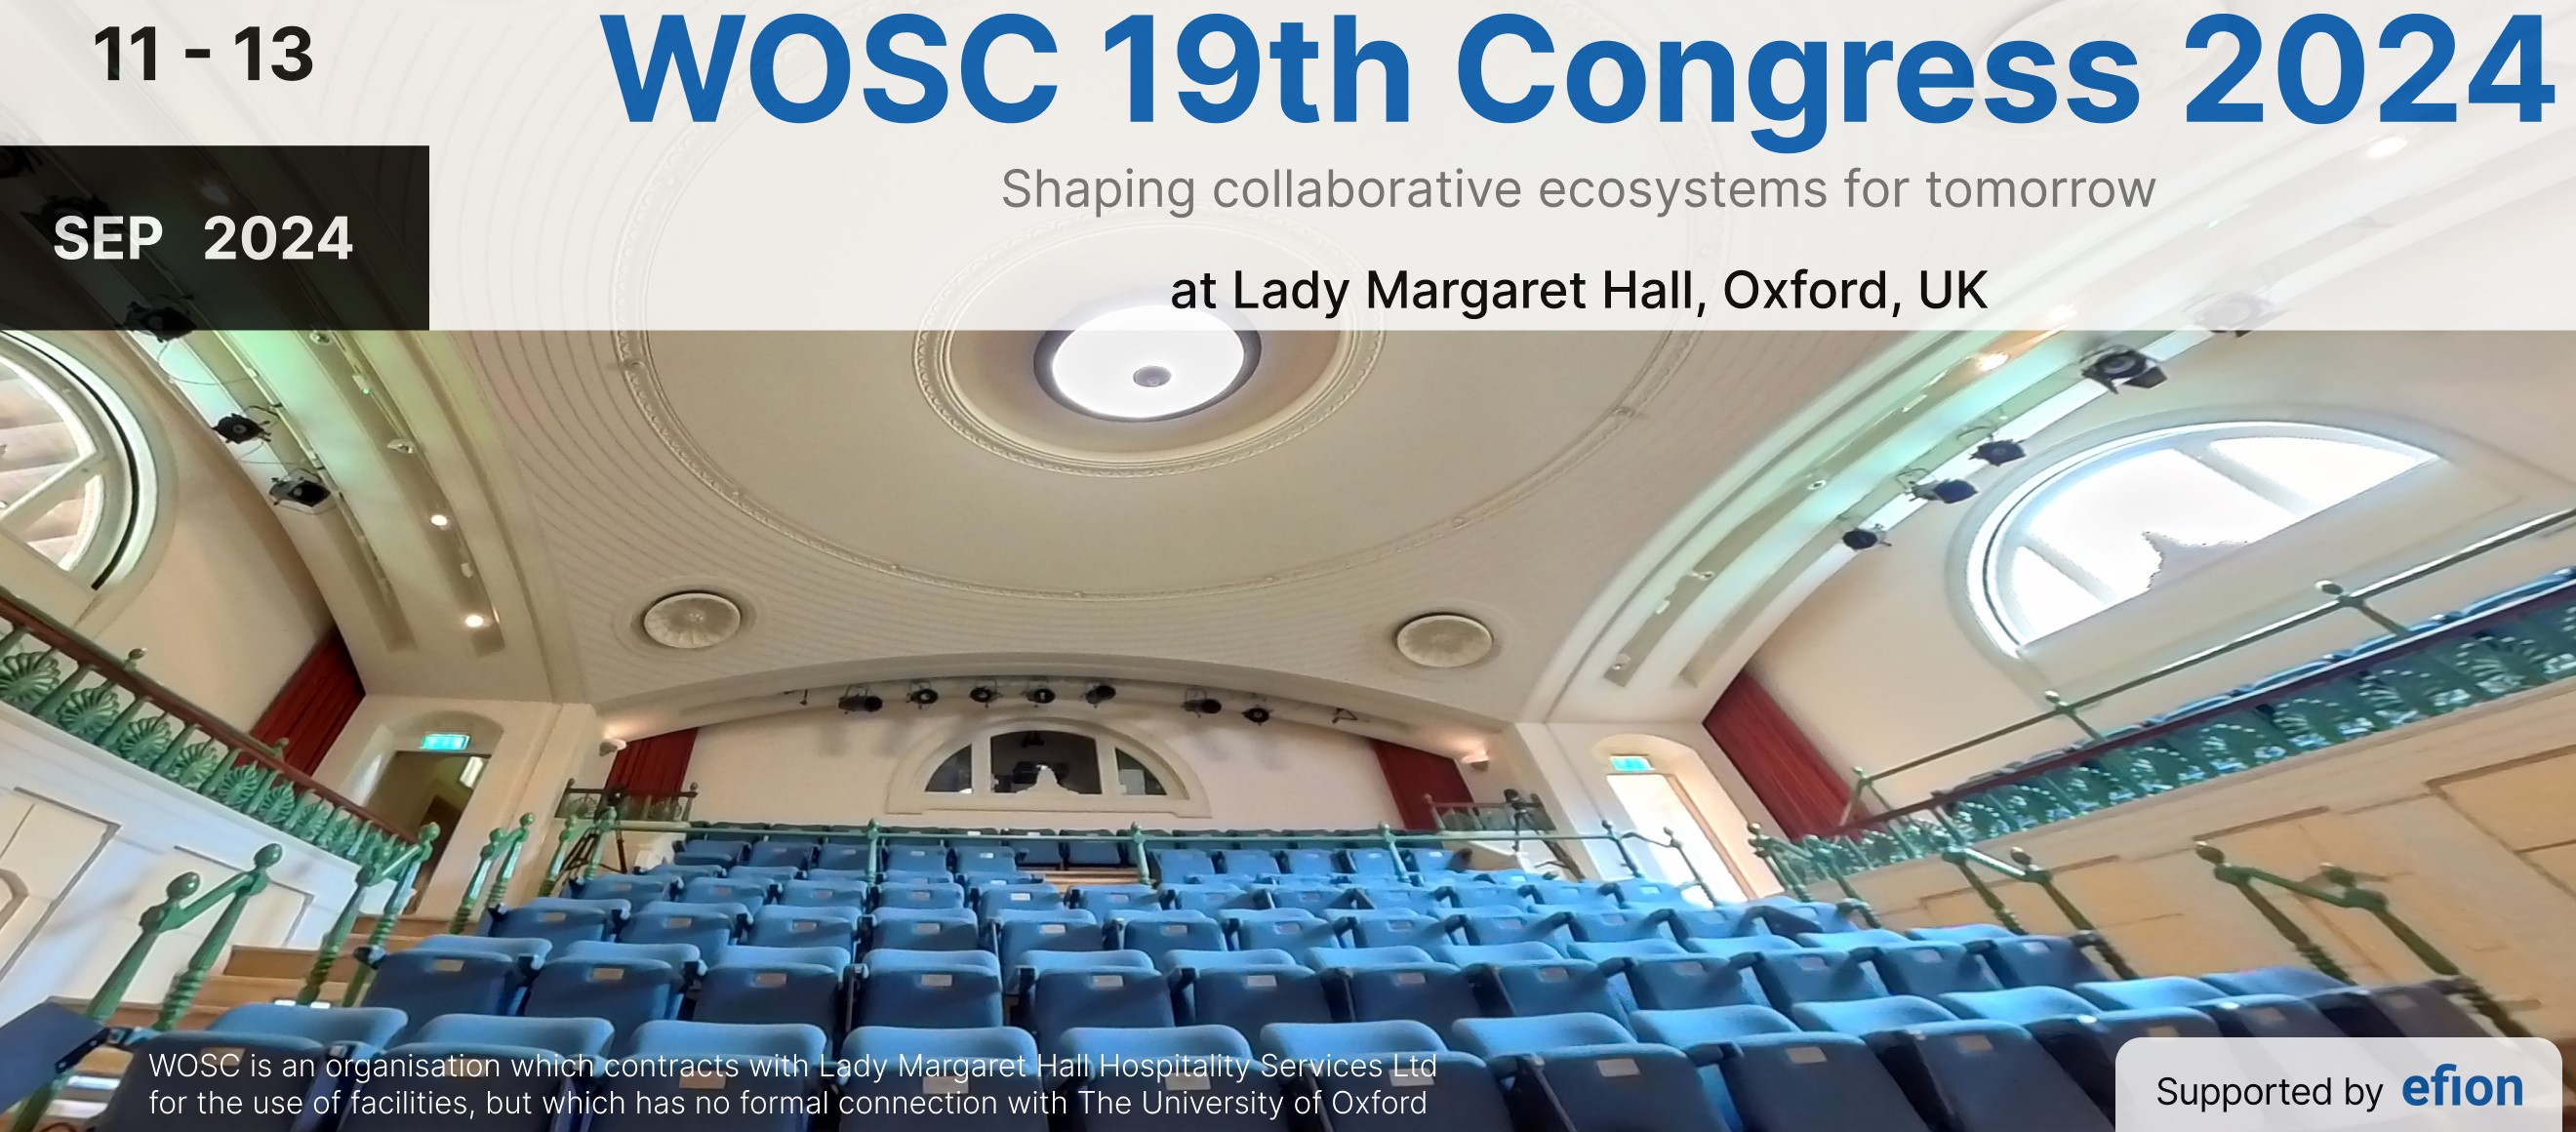 11 - 13
SEP 2024
WOSC 19th Congress 2024
Shaping collaborative ecosystems for tomorrow
at Lady Margaret Hall, Oxford, UK
WOSC is an organisation which contracts with Lady Margaret Hall Hospitality Services Ltd
for the use of facilities, but which has no formal connection with The University of Oxford
Supported by efion